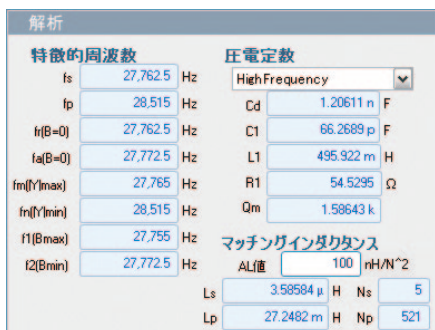 解析
特徴的周波数
fs 27,762.5 Hz
fp 28,515 Hz
fr(B=0) 27,762.5 Hz
fa(B=0) 27,772.5 Hz
fm(|Y|max) 27,765 Hz
fn(|Y|min) 28,515 Hz
f1(Bmax) 27,755 Hz
f2(Bmin) 27,772.5 Hz
圧電定数
HighFrequency
Cd 1.20611 n F
C1 66.2689 p F
L1 495.922 m H
R1 54.5295 Ω
Qm 1.58643 k
マッチングインダクタンス
AL値 100 nH/N^2
Ls 3.58584 μ H Ns 5
Lp 27.2482 m H Np 521